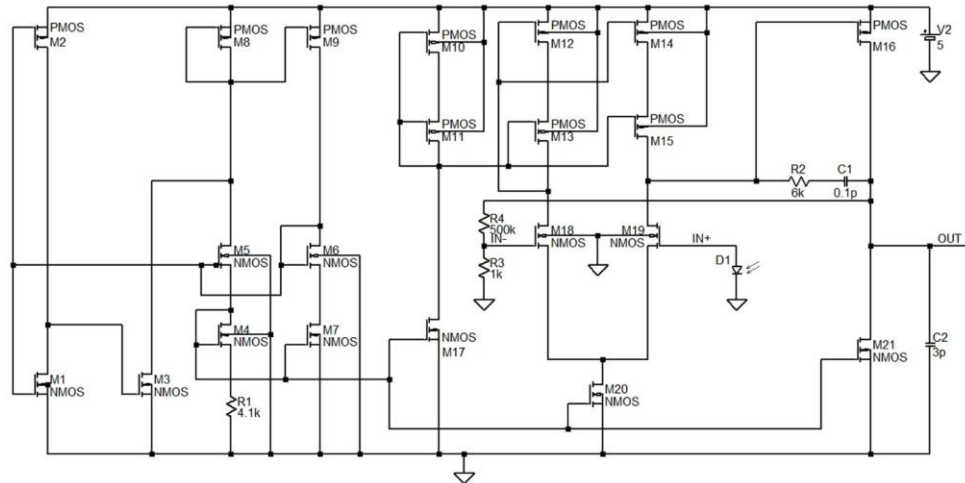 PMOS
M2
PMOS
M8
PMOS
M9
PMOS
M10
PMOS
M12
PMOS
M14
PMOS
M16
V2
5
PMOS
M11
PMOS
M13
PMOS
M15
R2
6k
C1
0.1p
R4
500k
IN-
M18
NMOS
M19
NMOS
IN+
D1
OUT
R3
1k
M5
NMOS
M6
NMOS
M4
NMOS
M7
NMOS
NMOS
M17
M21
NMOS
C2
3p
M1
NMOS
M3
NMOS
R1
4.1k
M20
NMOS